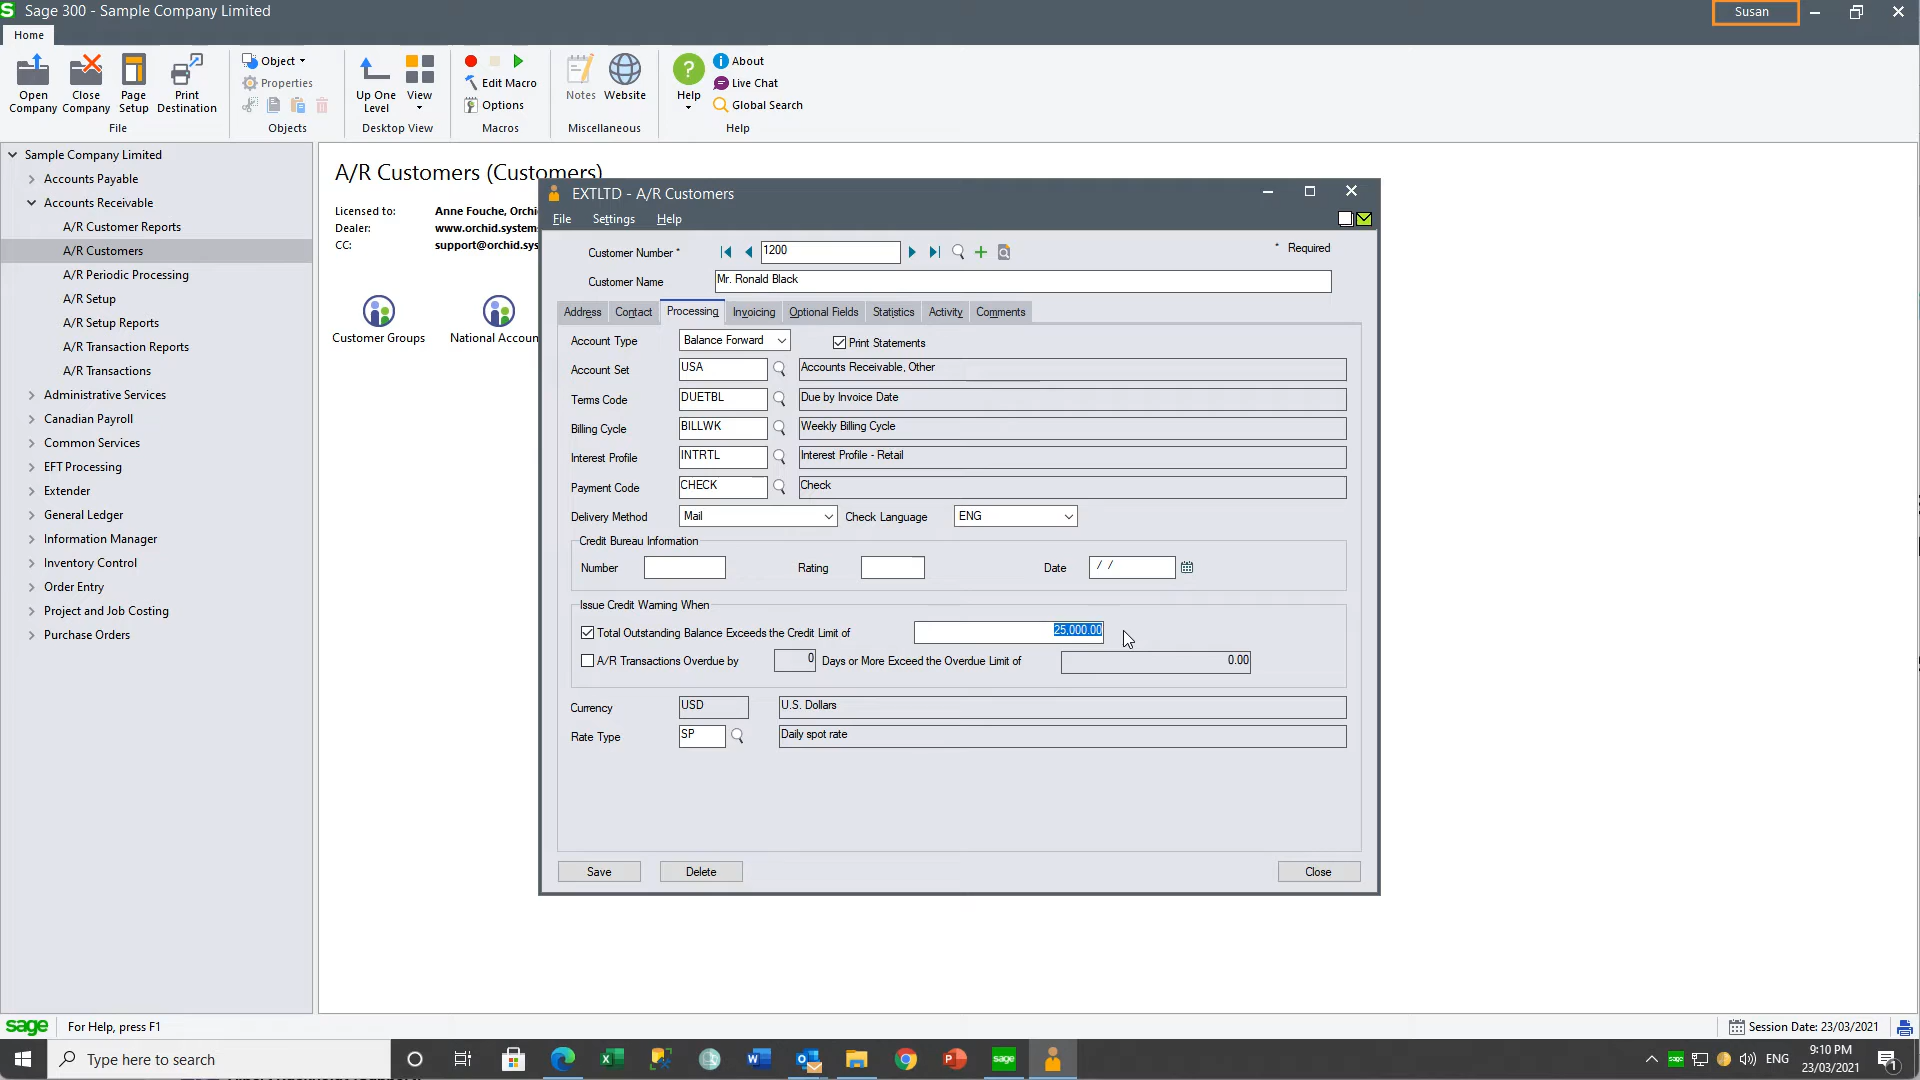 Sage 300 - Sample Company Limited
Susan
Home
Open Company
Close Company
Page Setup
Print Destination
File
Object
Properties
Objects
Up One Level
View
Desktop View
Edit Macro
Options
Macros
Notes
Website
Miscellaneous
Help
About
Live Chat
Global Search
Help
Sample Company Limited
Accounts Payable
Accounts Receivable
A/R Customer Reports
A/R Customers
A/R Periodic Processing
A/R Setup
A/R Setup Reports
A/R Transaction Reports
A/R Transactions
Administrative Services
Canadian Payroll
Common Services
EFT Processing
Extender
General Ledger
Information Manager
Inventory Control
Order Entry
Project and Job Costing
Purchase Orders
A/R Customers (Customers)
Licensed to: Anne Fouche, Orchi
Dealer: www.orchid.system
CC: support@orchid.sys
Customer Groups
National Accoun
EXTLTD - A/R Customers
File Settings Help
Customer Number * 1200
* Required
Customer Name Mr. Ronald Black
Address Contact Processing Invoicing Optional Fields Statistics Activity Comments
Account Type Balance Forward Print Statements
Account Set USA Accounts Receivable, Other
Terms Code DUETBL Due by Invoice Date
Billing Cycle BILLWK Weekly Billing Cycle
Interest Profile INTRTL Interest Profile - Retail
Payment Code CHECK Check
Delivery Method Mail Check Language ENG
Credit Bureau Information
Number Rating Date / /
Issue Credit Warning When
Total Outstanding Balance Exceeds the Credit Limit of 25,000.00
A/R Transactions Overdue by 0 Days or More Exceed the Overdue Limit of 0.00
Currency USD U.S. Dollars
Rate Type SP Daily spot rate
Save Delete Close
sage For Help, press F1
Session Date: 23/03/2021
Type here to search
sage
ENG
9:10 PM
23/03/2021
1